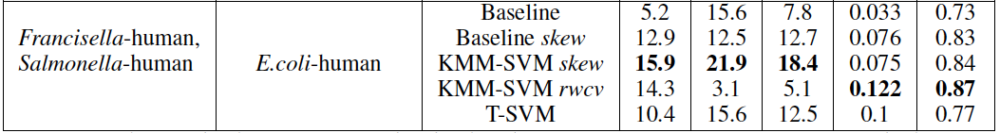 Baseline 5.2 15.6 7.8 0.033 0.73
Francisella-human, Baseline skew 12.9 12.5 12.7 0.076 0.83
Salmonella-human E.coli-human KMM-SVM skew 15.9 21.9 18.4 0.075 0.84
KMM-SVM rwcv 14.3 3.1 5.1 0.122 0.87
T-SVM 10.4 15.6 12.5 0.1 0.77